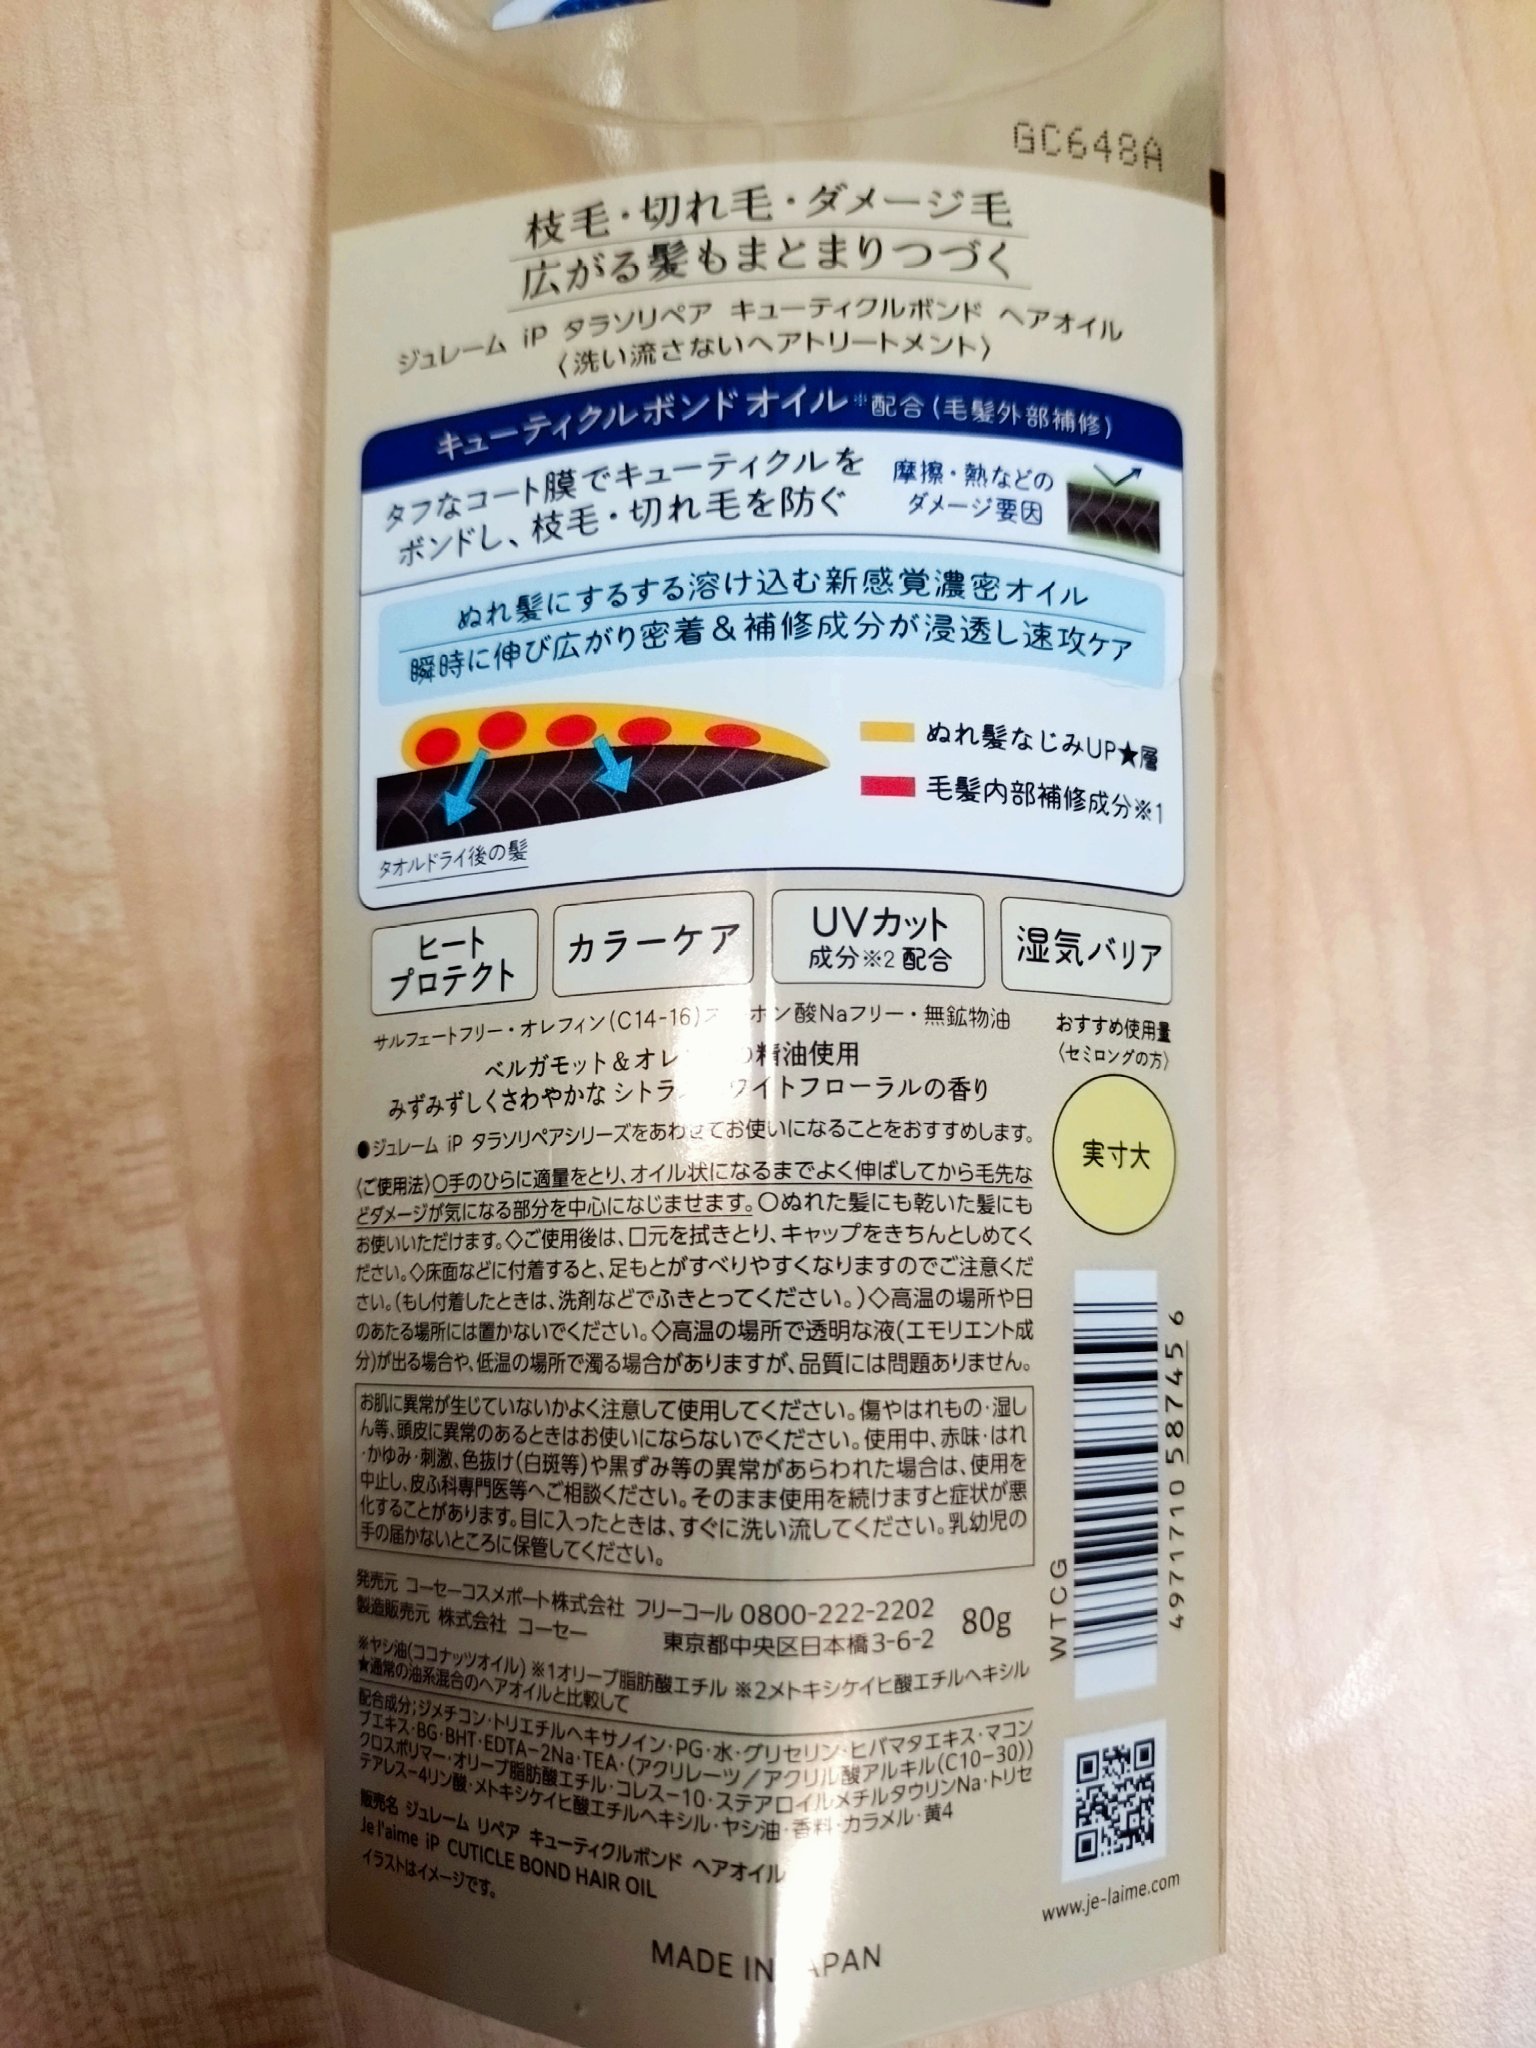 GC648A
枝毛・切れ毛・ダメージ毛
広がる髪もまとまりつづく
ジュレーム iP タラソリペア キューティクルボンド ヘアオイル
〈洗い流さないヘアトリートメント〉
キューティクルボンドオイル※配合(毛髪外部補修)
タフなコート膜でキューティクルを
ボンドし、枝毛・切れ毛を防ぐ
摩擦・熱などの
ダメージ要因
ぬれ髪にするする溶け込む新感覚濃密オイル
瞬時に伸び広がり密着&補修成分が浸透し速攻ケア
ぬれ髪なじみUP★層
毛髪内部補修成分※1
タオルドライ後の髪
ヒート
プロテクト
カラーケア
UVカット
成分※2 配合
湿気バリア
サルフェートフリー・オレフィン(C14-16)ス ホン酸Naフリー・無鉱物油
ベルガモット&オレ の精油使用
みずみずしくさわやかな シトラ ワイトフローラルの香り
●ジュレーム iP タラソリペアシリーズをあわせてお使いになることをおすすめします。
おすすめ使用量
〈セミロングの方〉
実寸大
〈ご使用法〉○手のひらに適量をとり、オイル状になるまでよく伸ばしてから毛先な
どダメージが気になる部分を中心になじませます。○ぬれた髪にも乾いた髪にも
お使いいただけます。◇ご使用後は、口元を拭きとり、キャップをきちんとしめてく
ださい。◇床面などに付着すると、足もとがすべりやすくなりますのでご注意くだ
さい。(もし付着したときは、洗剤などでふきとってください。)◇高温の場所や日
のあたる場所には置かないでください。◇高温の場所で透明な液(エモリエント成
分)が出る場合や、低温の場所で濁る場合がありますが、品質には問題ありません。
お肌に異常が生じていないかよく注意して使用してください。傷やはれもの・湿し
ん等、頭皮に異常のあるときはお使いにならないでください。使用中、赤味・はれ
・かゆみ・刺激、色抜け(白斑等)や黒ずみ等の異常があらわれた場合は、使用を
中止し、皮ふ科専門医等へご相談ください。そのまま使用を続けますと症状が悪
化することがあります。目に入ったときは、すぐに洗い流してください。乳幼児の
手の届かないところに保管してください。
発売元 コーセーコスメポート株式会社 フリーコール 0800-222-2202
製造販売元 株式会社 コーセー 東京都中央区日本橋3-6-2
80g
※ヤシ油(ココナッツオイル) ※1オリーブ脂肪酸エチル ※2メトキシケイヒ酸エチルヘキシル
★通常の油系混合のヘアオイルと比較して
配合成分;ジメチコン・トリエチルヘキサノイン・PG・水・グリセリン・ヒバマタエキス・マコン
ブエキス・BG・BHT・EDTA-2Na・TEA・(アクリレーツ/アクリル酸アルキル(C10-30))
クロスポリマー・オリーブ脂肪酸エチル・コレス-10・ステアロイルメチルタウリンNa・トリセ
テアレス-4リン酸・メトキシケイヒ酸エチルヘキシル・ヤシ油・香料・カラメル・黄4
販売名 ジュレーム リペア キューティクルボンド ヘアオイル
Je l'aime iP CUTICLE BOND HAIR OIL
イラストはイメージです。
WTCG
4971710 587456
www.je-laime.com
MADE IN JAPAN